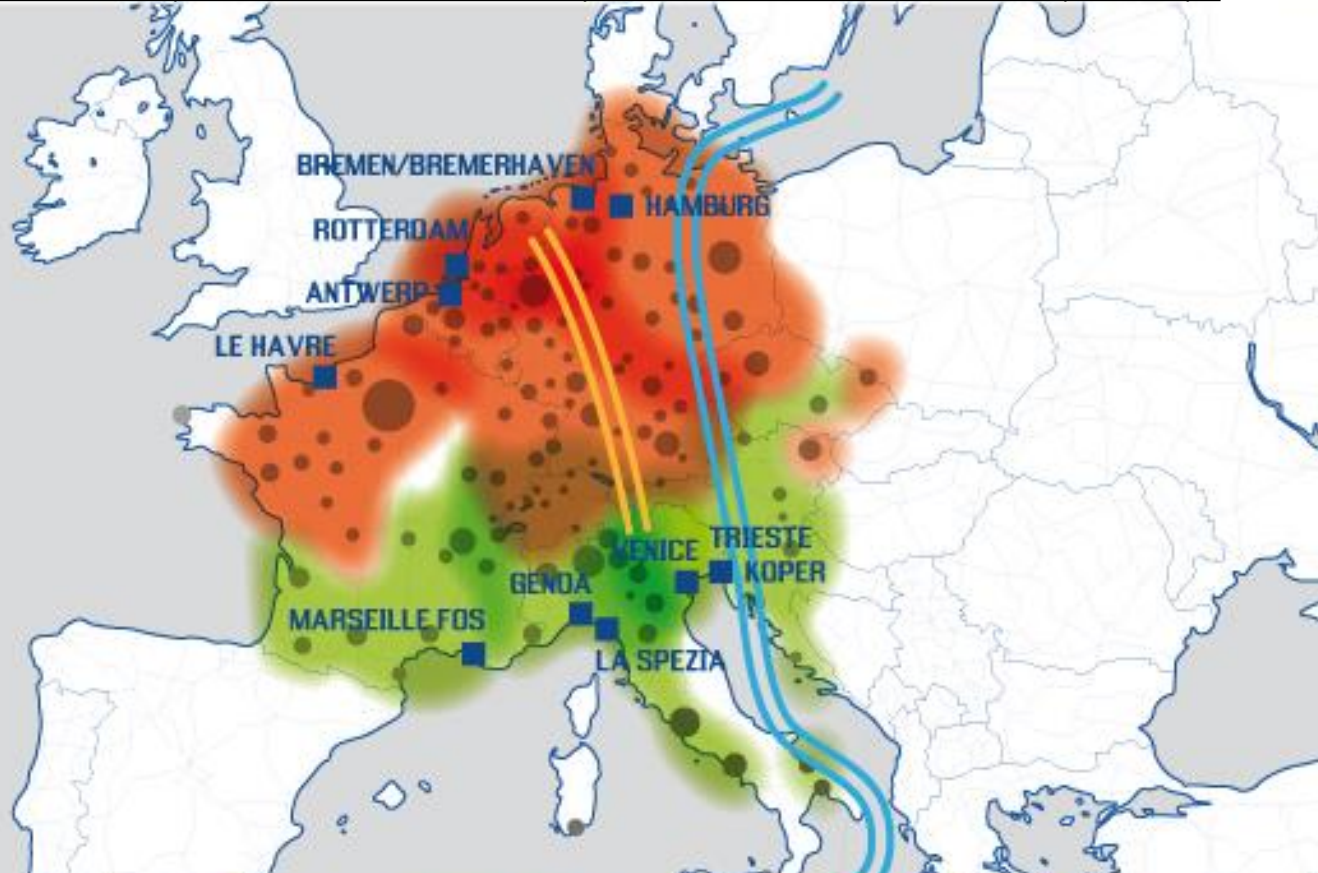 BREMEN/BREMERHAVEN
HAMBURG
ROTTERDAM
ANTWERP
LE HAVRE
VENICE
TRIESTE
KOPER
GENOA
MARSEILLE FOS
LA SPEZIA